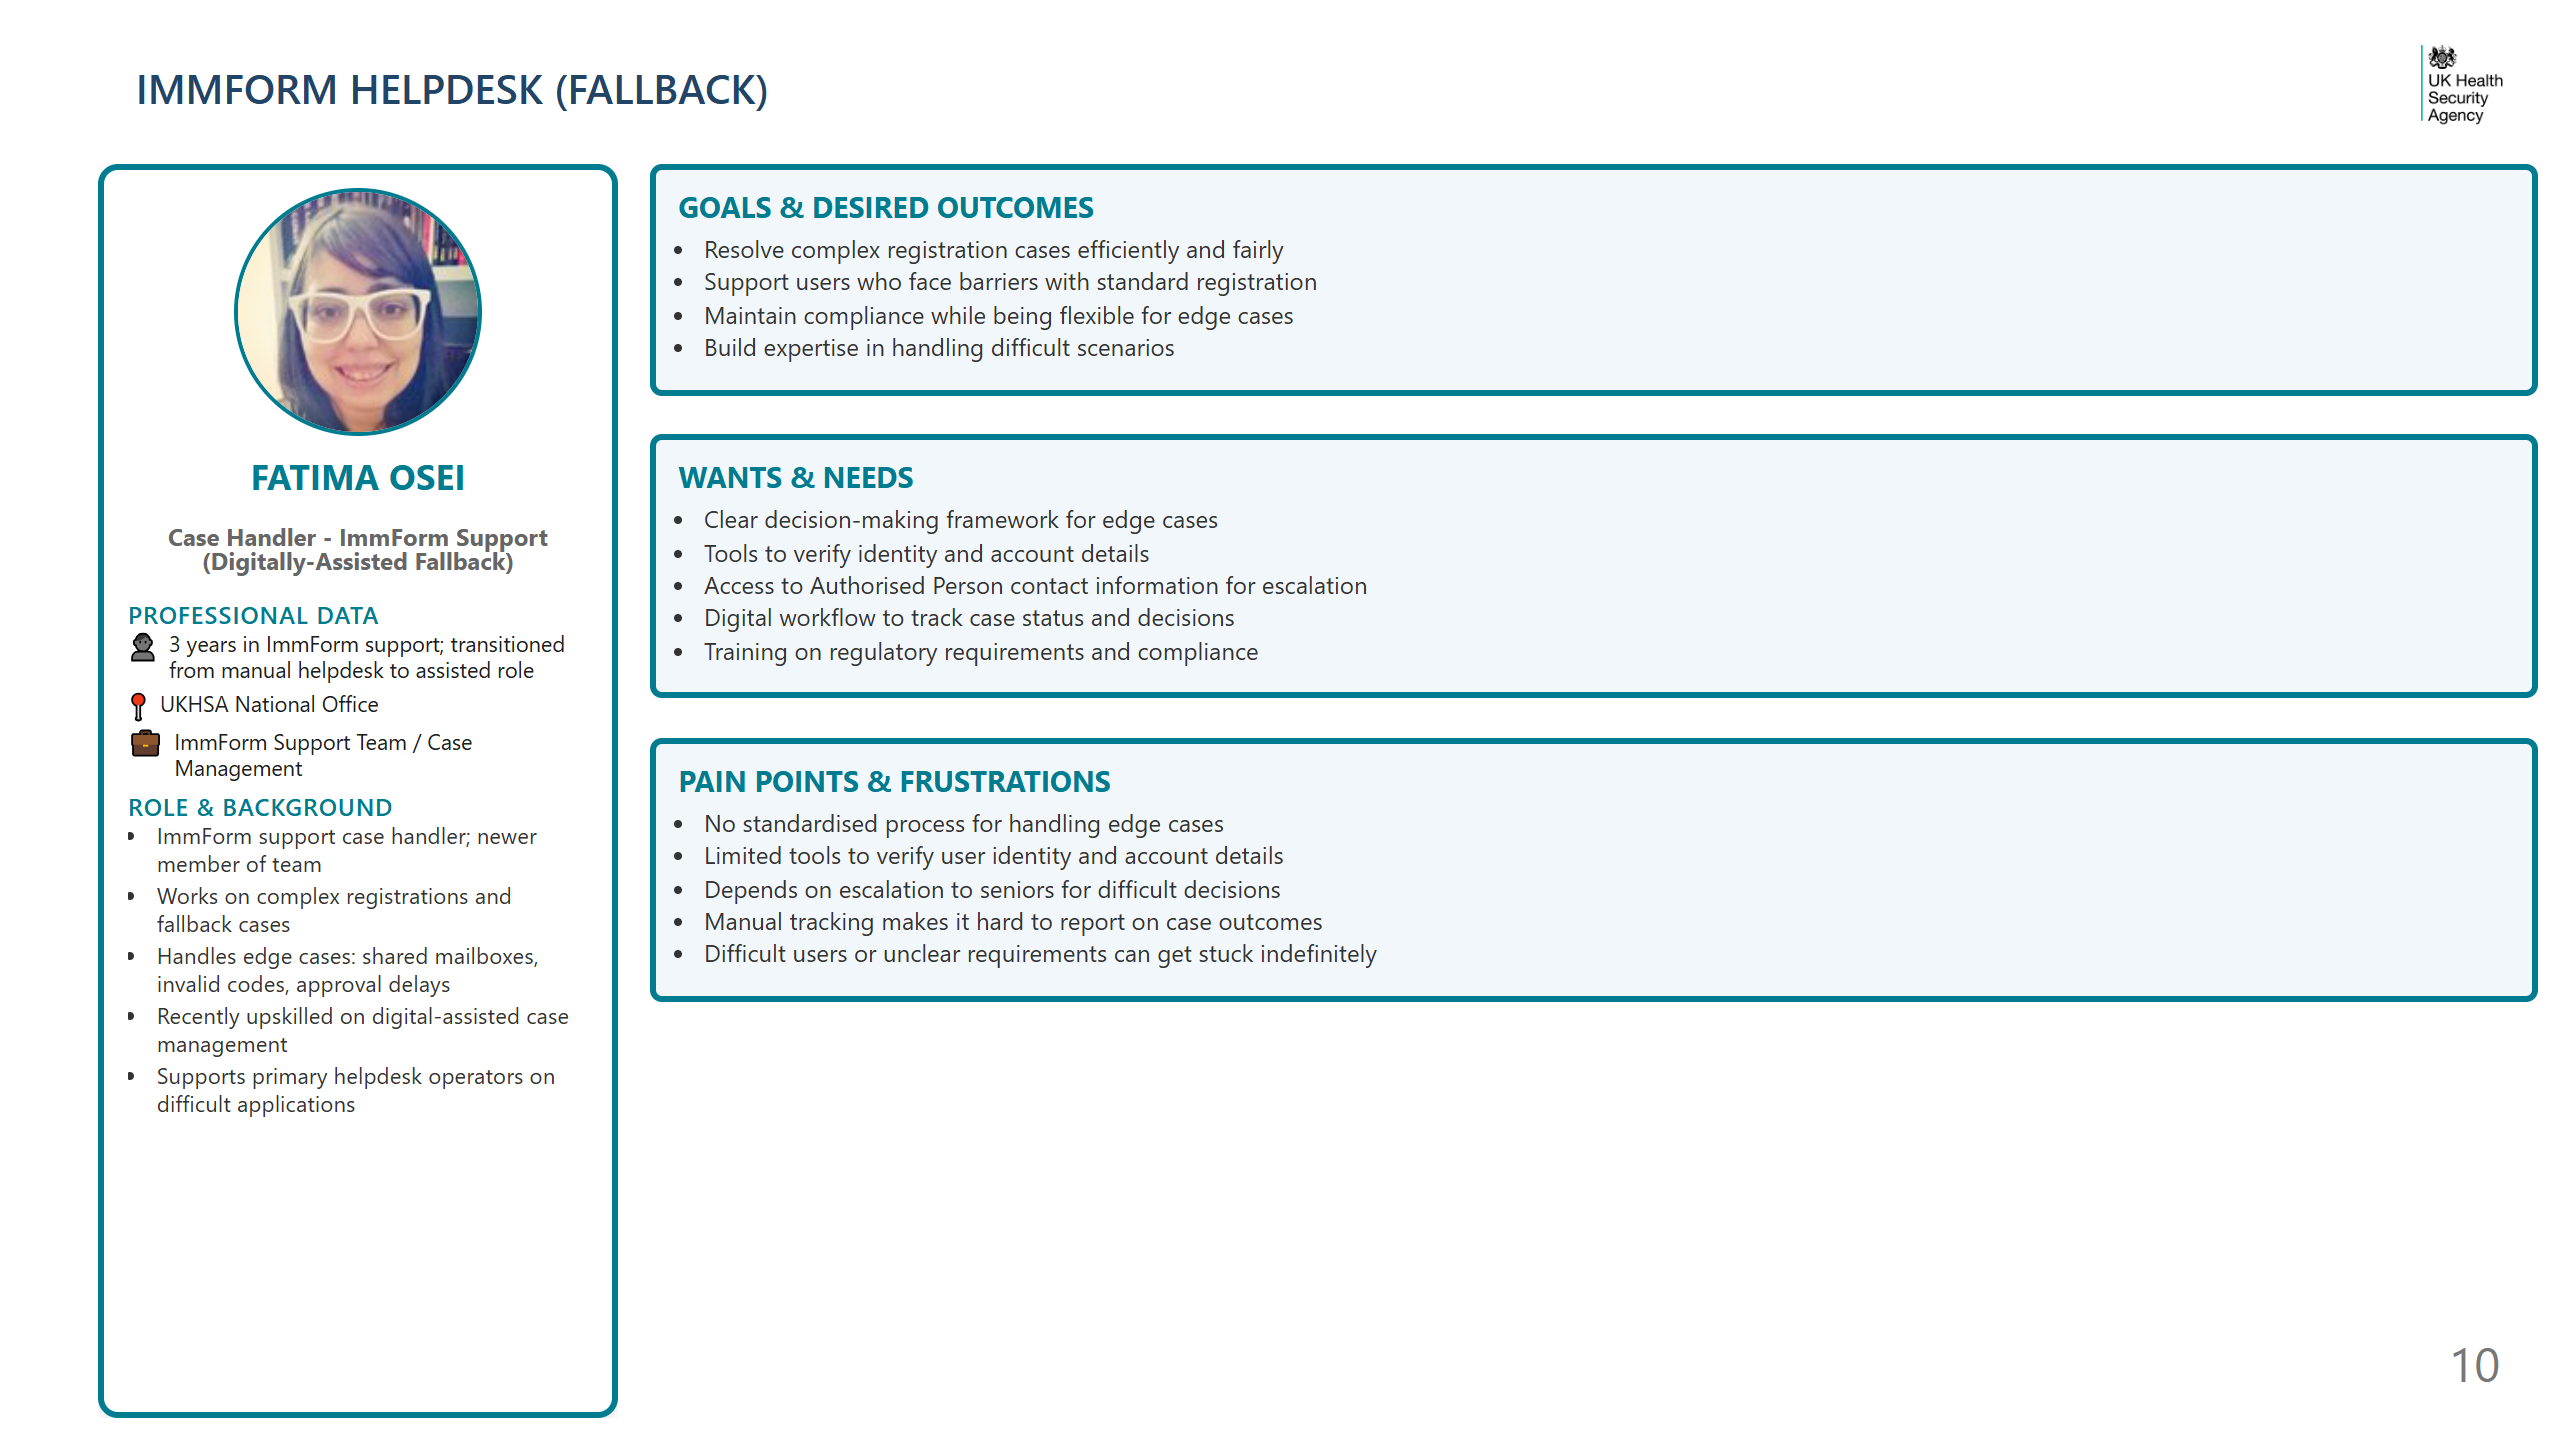 IMMFORM HELPDESK (FALLBACK)
UK Health
Security
Agency
FATIMA OSEI
Case Handler - ImmForm Support
(Digitally-Assisted Fallback)
PROFESSIONAL DATA
3 years in ImmForm support; transitioned
from manual helpdesk to assisted role
UKHSA National Office
ImmForm Support Team / Case
Management
ROLE & BACKGROUND
• ImmForm support case handler; newer
member of team
• Works on complex registrations and
fallback cases
• Handles edge cases: shared mailboxes,
invalid codes, approval delays
• Recently upskilled on digital-assisted case
management
• Supports primary helpdesk operators on
difficult applications
GOALS & DESIRED OUTCOMES
• Resolve complex registration cases efficiently and fairly
• Support users who face barriers with standard registration
• Maintain compliance while being flexible for edge cases
• Build expertise in handling difficult scenarios
WANTS & NEEDS
• Clear decision-making framework for edge cases
• Tools to verify identity and account details
• Access to Authorised Person contact information for escalation
• Digital workflow to track case status and decisions
• Training on regulatory requirements and compliance
PAIN POINTS & FRUSTRATIONS
• No standardised process for handling edge cases
• Limited tools to verify user identity and account details
• Depends on escalation to seniors for difficult decisions
• Manual tracking makes it hard to report on case outcomes
• Difficult users or unclear requirements can get stuck indefinitely
10